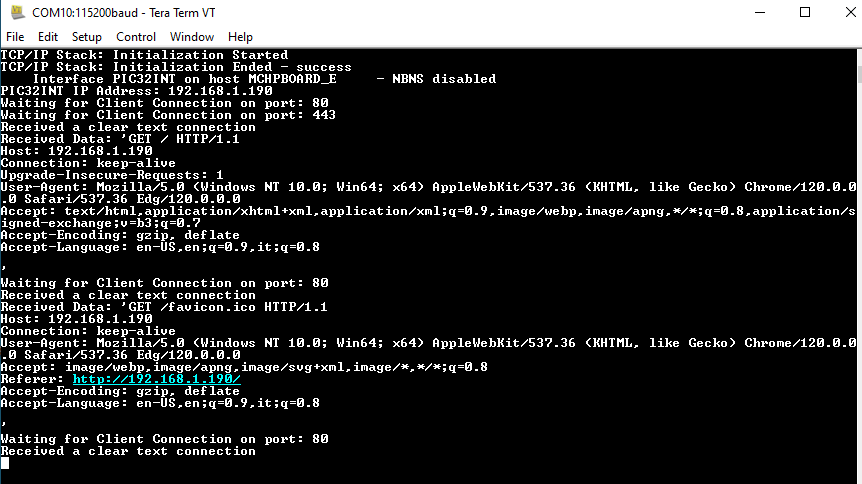 COM10:115200baud - Tera Term VT
File Edit Setup Control Window Help
TCP/IP Stack: Initialization Started
TCP/IP Stack: Initialization Ended - success
Interface PIC32INT on host MCHPBOARD_E - NBNS disabled
PIC32INT IP Address: 192.168.1.190
Waiting for Client Connection on port: 80
Waiting for Client Connection on port: 443
Received a clear text connection
Received Data: 'GET / HTTP/1.1
Host: 192.168.1.190
Connection: keep-alive
Upgrade-Insecure-Requests: 1
User-Agent: Mozilla/5.0 (Windows NT 10.0; Win64; x64) AppleWebKit/537.36 (KHTML, like Gecko) Chrome/120.0.0
.0 Safari/537.36 Edg/120.0.0.0
Accept: text/html,application/xhtml+xml,application/xml;q=0.9,image/webp,image/apng,*/*;q=0.8,application/s
igned-exchange;v=b3;q=0.7
Accept-Encoding: gzip, deflate
Accept-Language: en-US,en;q=0.9,it;q=0.8
,
Waiting for Client Connection on port: 80
Received a clear text connection
Received Data: 'GET /favicon.ico HTTP/1.1
Host: 192.168.1.190
Connection: keep-alive
User-Agent: Mozilla/5.0 (Windows NT 10.0; Win64; x64) AppleWebKit/537.36 (KHTML, like Gecko) Chrome/120.0.0
.0 Safari/537.36 Edg/120.0.0.0
Accept: image/webp,image/apng,image/svg+xml,image/*,*/*;q=0.8
Referer: http://192.168.1.190/
Accept-Encoding: gzip, deflate
Accept-Language: en-US,en;q=0.9,it;q=0.8
,
Waiting for Client Connection on port: 80
Received a clear text connection